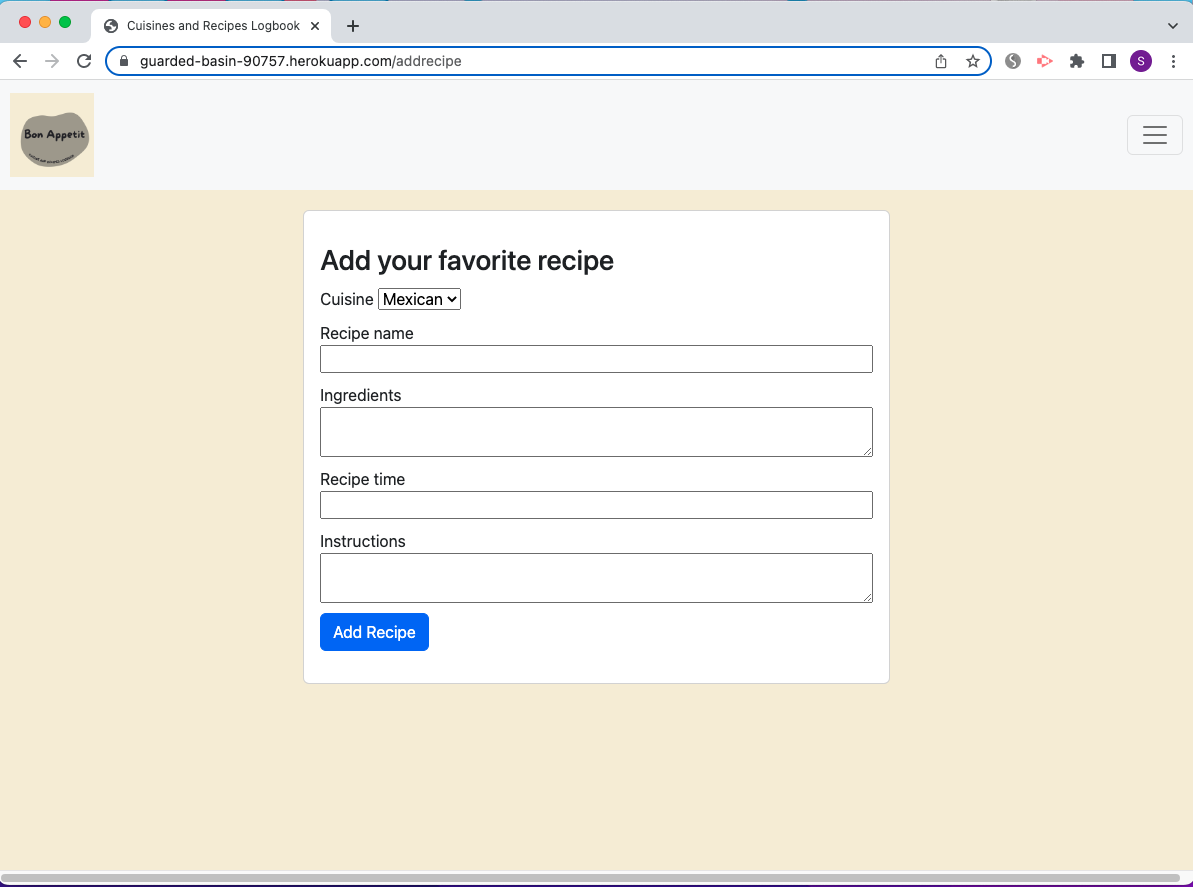 Cuisines and Recipes Logbook
guarded-basin-90757.herokuapp.com/addrecipe
S
S
Bon Appetit
Add your favorite recipe
Cuisine Mexican
Recipe name
Ingredients
Recipe time
Instructions
Add Recipe